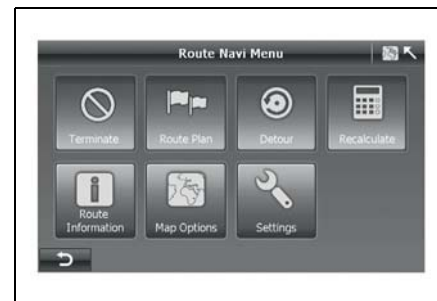 Route Navi Menu
Terminate
Route Plan
Detour
Recalculate
Route
Information
Map Options
Settings